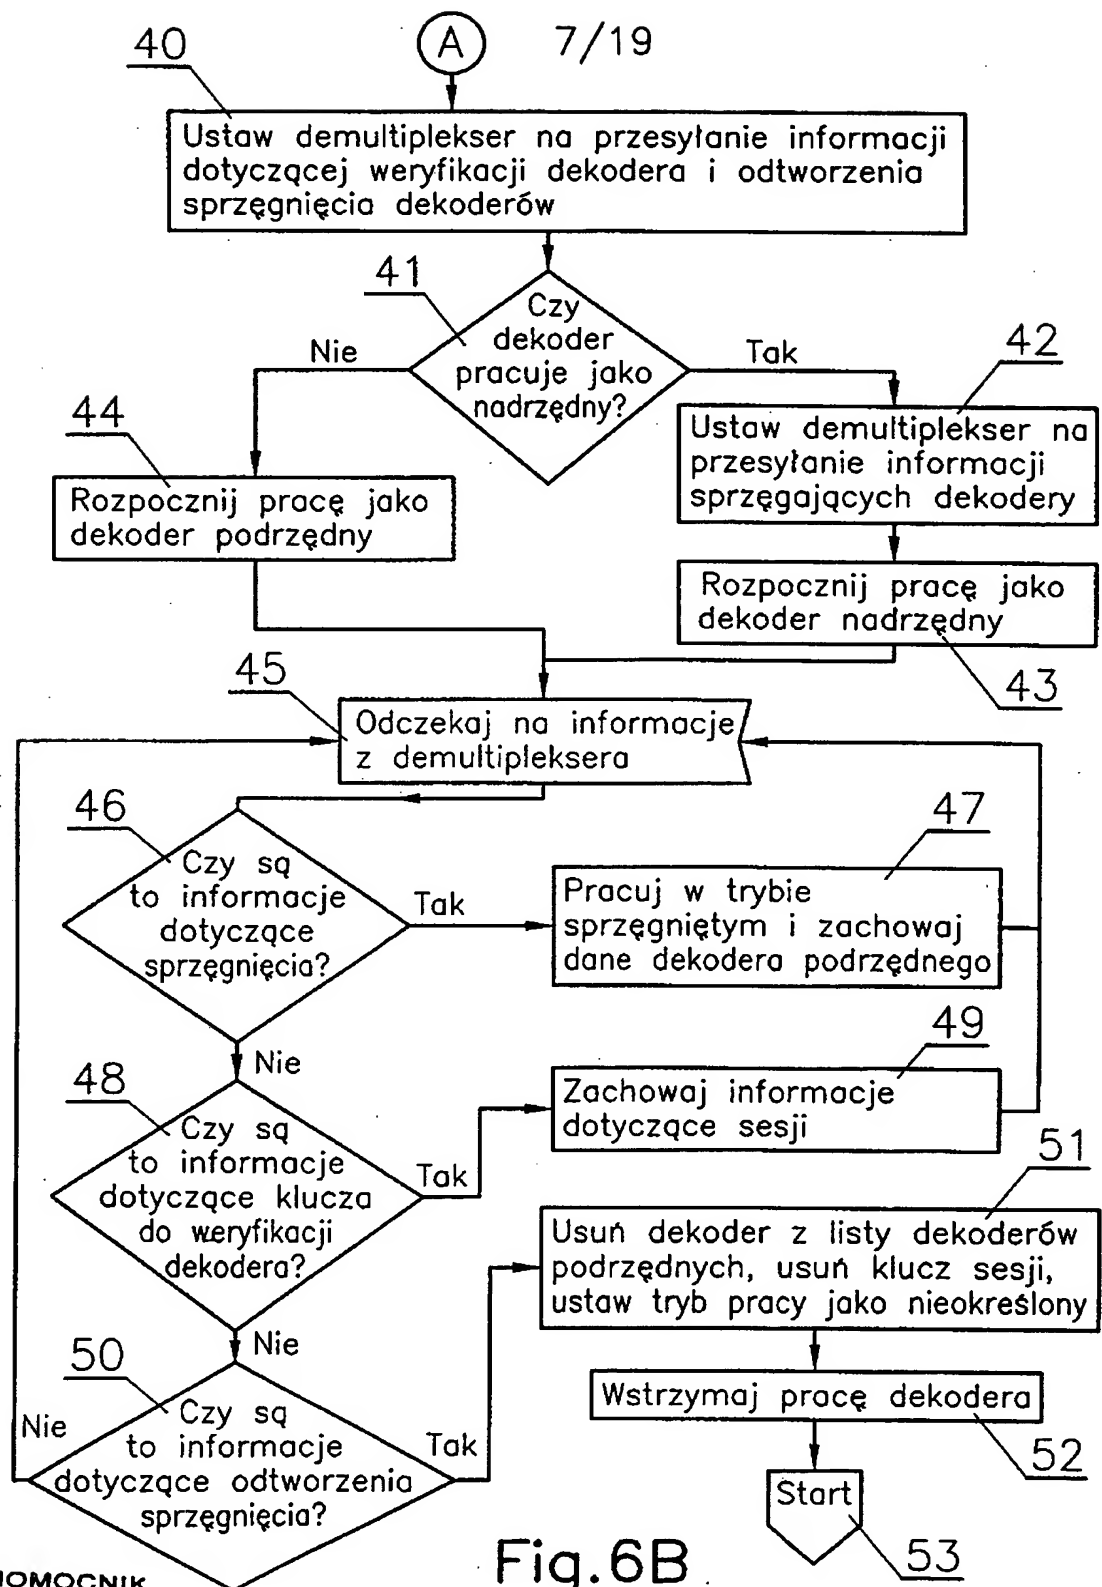 A
7/19
40
Ustaw demultiplekser na przesyłanie informacji
dotyczącej weryfikacji dekodera i odtworzenia
sprzęgnięcia dekoderów
41
Czy
dekoder
pracuje jako
nadrzędny?
Nie
Tak
42
Ustaw demultiplekser na
przesyłanie informacji
sprzęgających dekodery
44
Rozpocznij pracę jako
dekoder podrzędny
Rozpocznij pracę jako
dekoder nadrzędny
43
45
Odczekaj na informacje
z demultipleksera
46
Czy są
to informacje
dotyczące
sprzęgnięcia?
Tak
47
Pracuj w trybie
sprzęgniętym i zachowaj
dane dekodera podrzędnego
Nie
48
Czy są
to informacje
dotyczące klucza
do weryfikacji
dekodera?
Tak
49
Zachowaj informacje
dotyczące sesji
Nie
50
Czy są
to informacje
dotyczące odtworzenia
sprzęgnięcia?
Nie
Tak
51
Usuń dekoder z listy dekoderów
podrzędnych, usuń klucz sesji,
ustaw tryb pracy jako nieokreślony
Wstrzymaj pracę dekodera
52
Start
53
Fig.6B